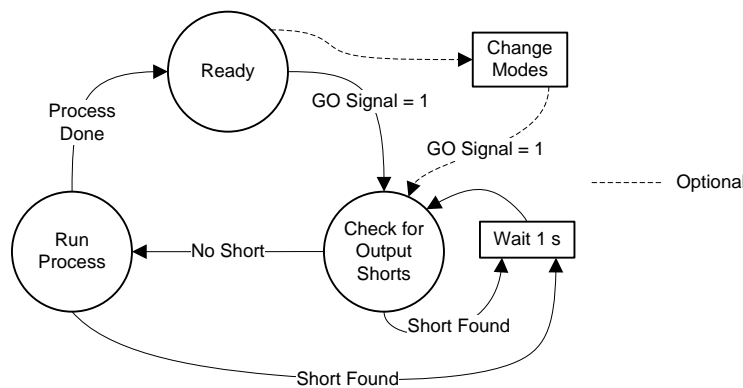 Ready
Change
Modes
GO Signal = 1
Process
Done
GO Signal = 1
Optional
Run
Process
No Short
Check for
Output
Shorts
Wait 1 s
Short Found
Short Found